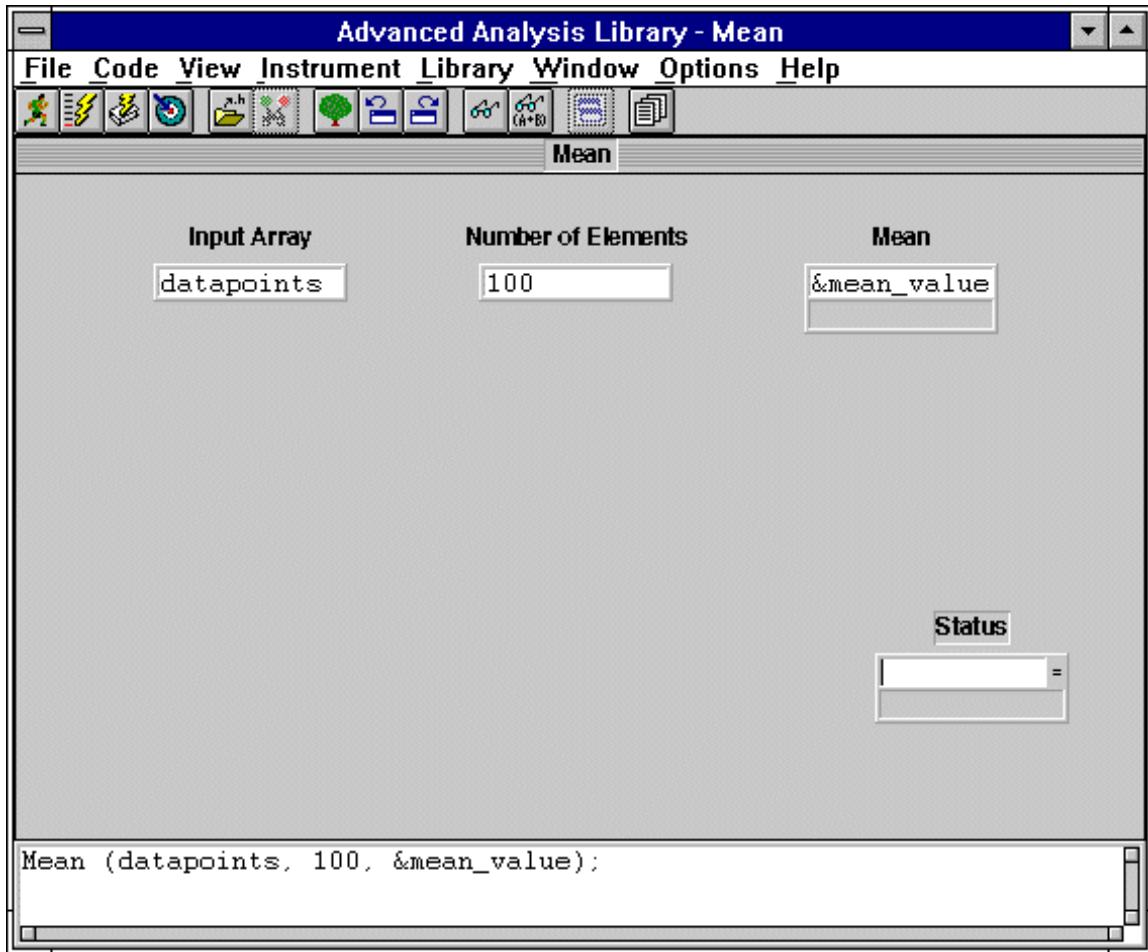 Advanced Analysis Library - Mean
File Code View Instrument Library Window Options Help
(A+B)
Mean
Input Array Number of Elements Mean
datapoints 100 &mean_value
Status
=
Mean (datapoints, 100, &mean_value);